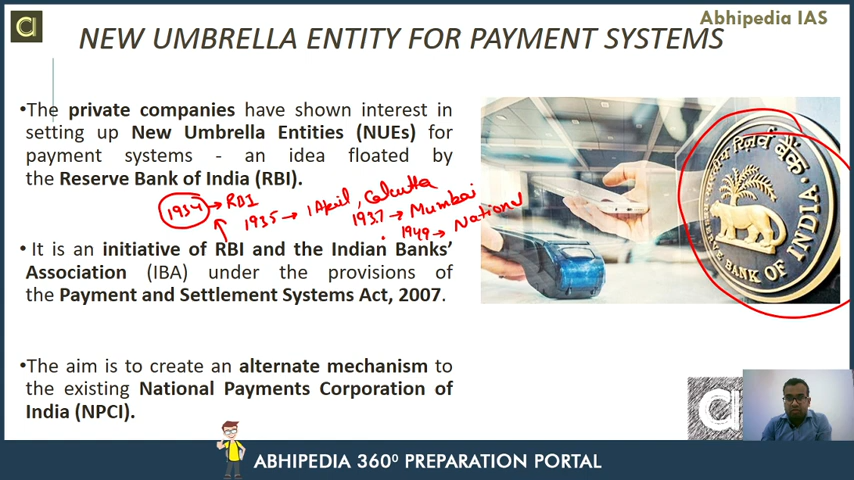 Abhipedia IAS
NEW UMBRELLA ENTITY FOR PAYMENT SYSTEMS
•The private companies have shown interest in
setting up New Umbrella Entities (NUEs) for
payment systems - an idea floated by
the Reserve Bank of India (RBI).
1934 → RBI
1935 → 1 April, Calcutta
1937 → Mumbai
1949 → National
• It is an initiative of RBI and the Indian Banks’
Association (IBA) under the provisions of
the Payment and Settlement Systems Act, 2007.
•The aim is to create an alternate mechanism to
the existing National Payments Corporation of
India (NPCI).
रिज़र्व बैंक
RESERVE BANK OF INDIA
ABHIPEDIA 360⁰ PREPARATION PORTAL